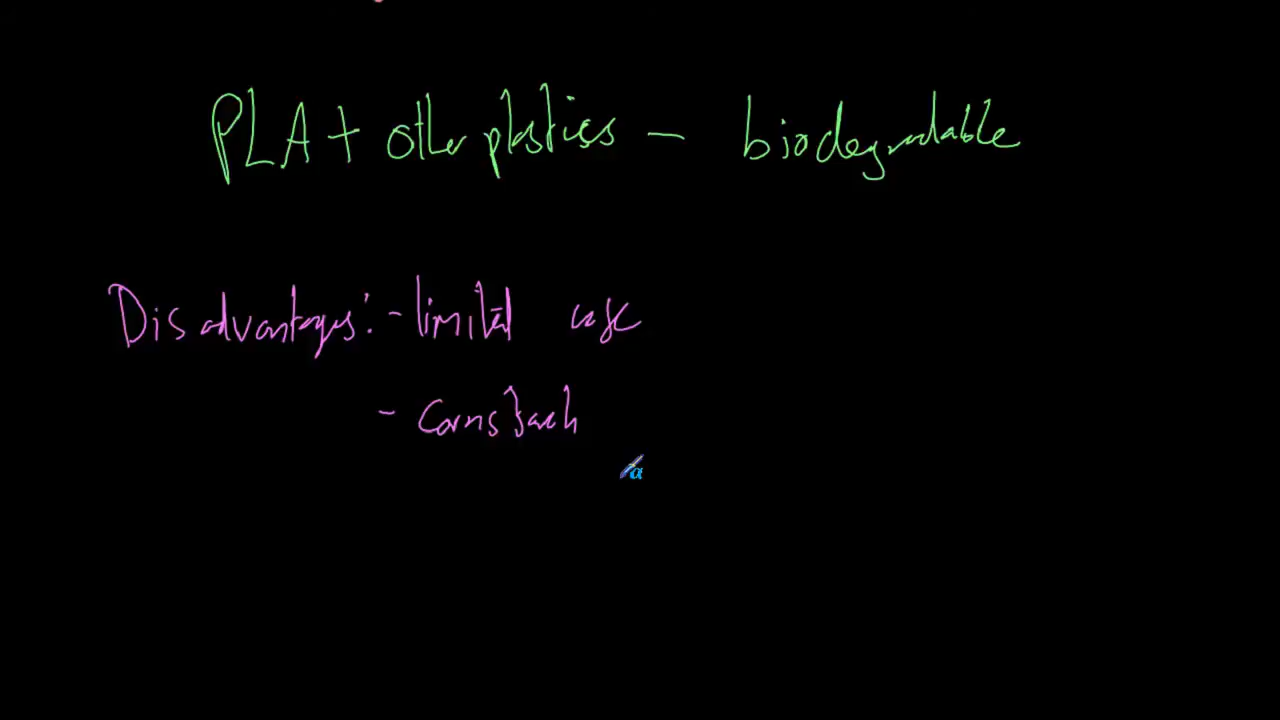 PLA + other plastics - biodegradable
Disadvantages: - limited use
- Cornstarch